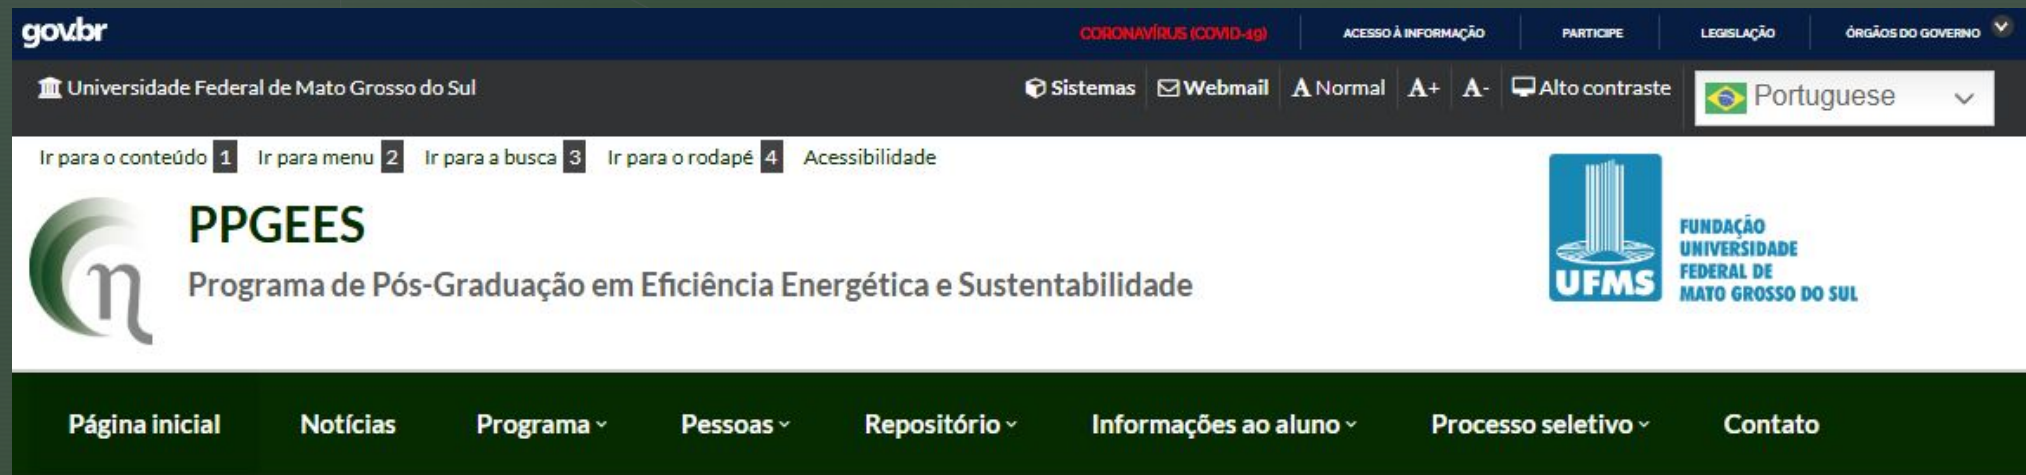 gov.br
CORONAVÍRUS (COVID-19) ACESSO À INFORMAÇÃO PARTICIPE LEGISLAÇÃO ÓRGÃOS DO GOVERNO
Universidade Federal de Mato Grosso do Sul
Sistemas Webmail A Normal A+ A- Alto contraste Portuguese
Ir para o conteúdo 1 Ir para menu 2 Ir para a busca 3 Ir para o rodapé 4 Acessibilidade
η
PPGEES
Programa de Pós-Graduação em Eficiência Energética e Sustentabilidade
UFMS
FUNDAÇÃO
UNIVERSIDADE
FEDERAL DE
MATO GROSSO DO SUL
Página inicial Notícias Programa Pessoas Repositório Informações ao aluno Processo seletivo Contato